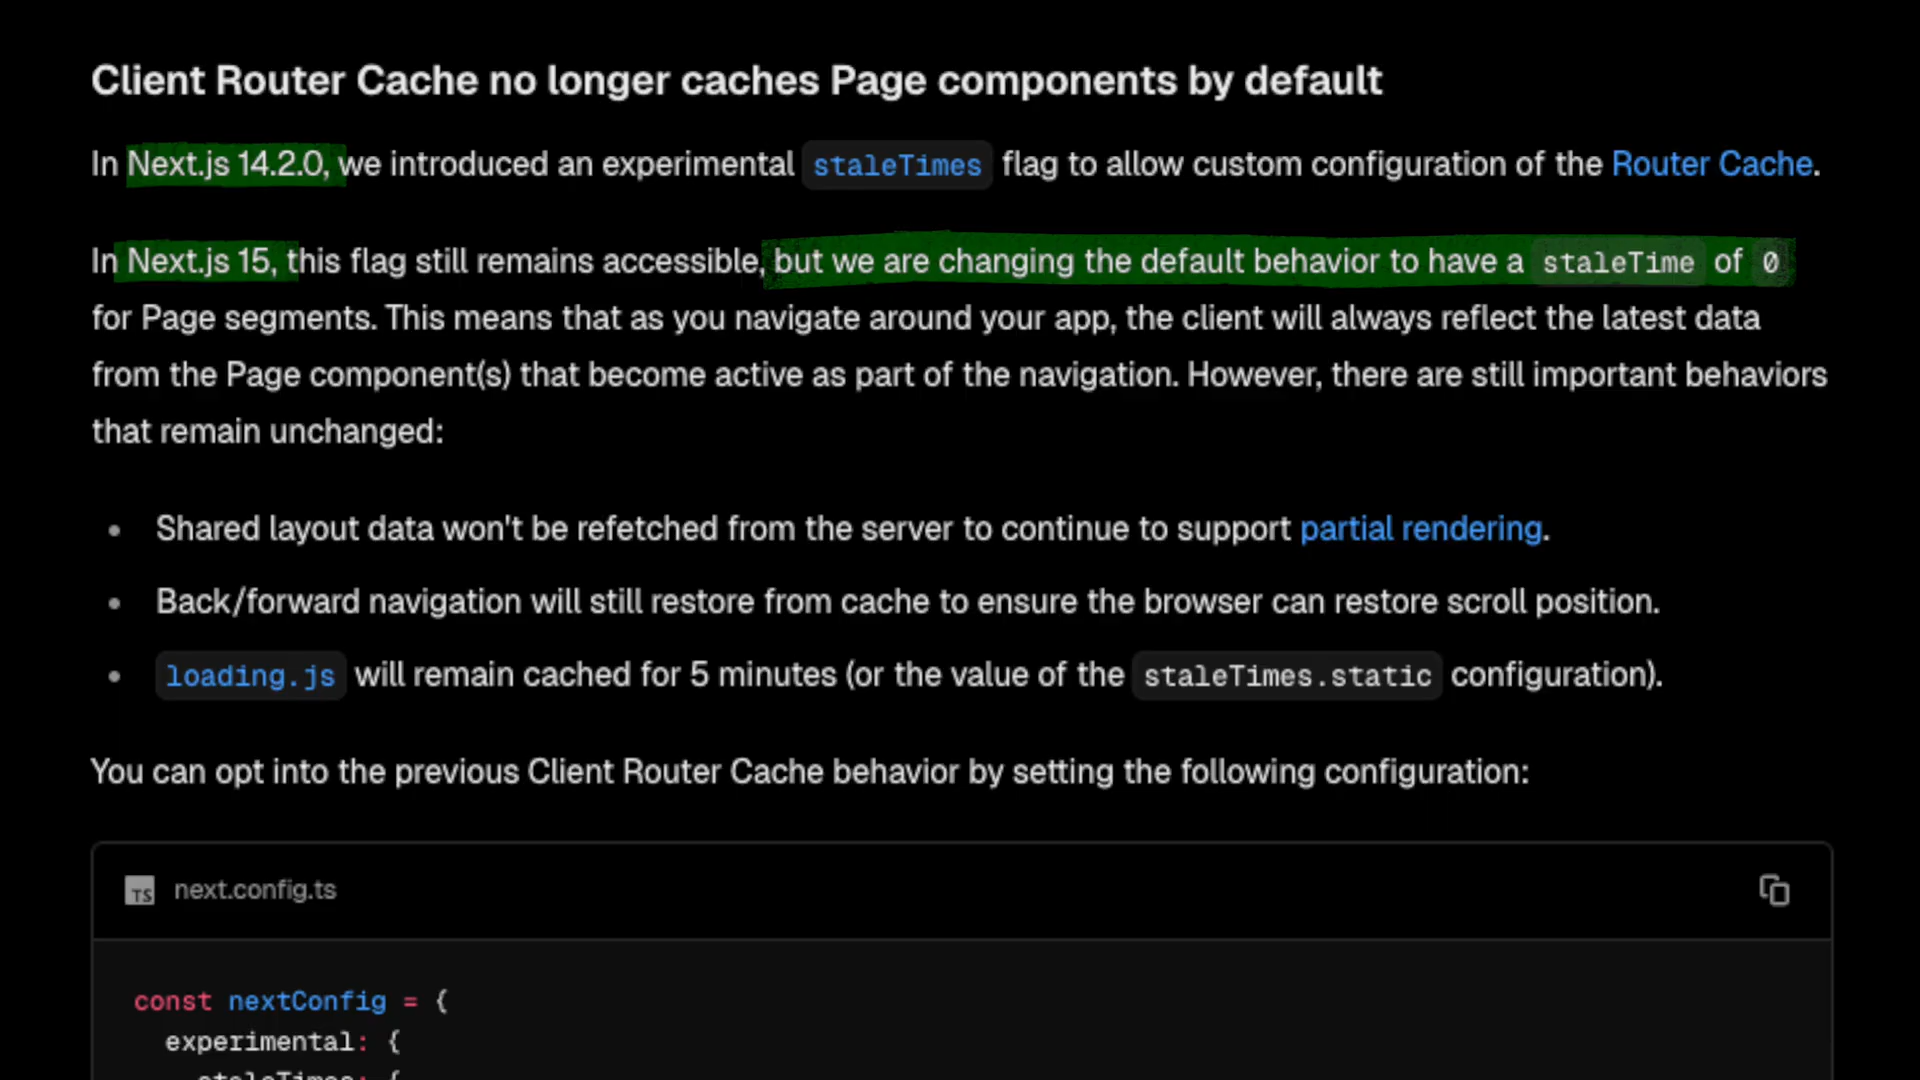 Client Router Cache no longer caches Page components by default
In Next.js 14.2.0, we introduced an experimental staleTimes flag to allow custom configuration of the Router Cache.
In Next.js 15, this flag still remains accessible, but we are changing the default behavior to have a staleTime of 0
for Page segments. This means that as you navigate around your app, the client will always reflect the latest data
from the Page component(s) that become active as part of the navigation. However, there are still important behaviors
that remain unchanged:
• Shared layout data won't be refetched from the server to continue to support partial rendering.
• Back/forward navigation will still restore from cache to ensure the browser can restore scroll position.
• loading.js will remain cached for 5 minutes (or the value of the staleTimes.static configuration).
You can opt into the previous Client Router Cache behavior by setting the following configuration:
TS next.config.ts
const nextConfig = {
experimental: {
staleTimes: {